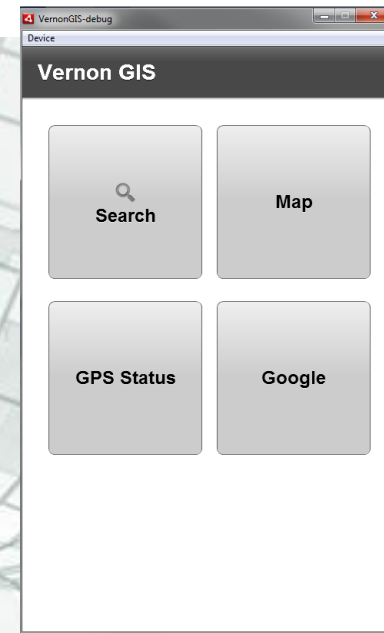 VernonGIS-debug
Device
Vernon GIS
Search
Map
GPS Status
Google